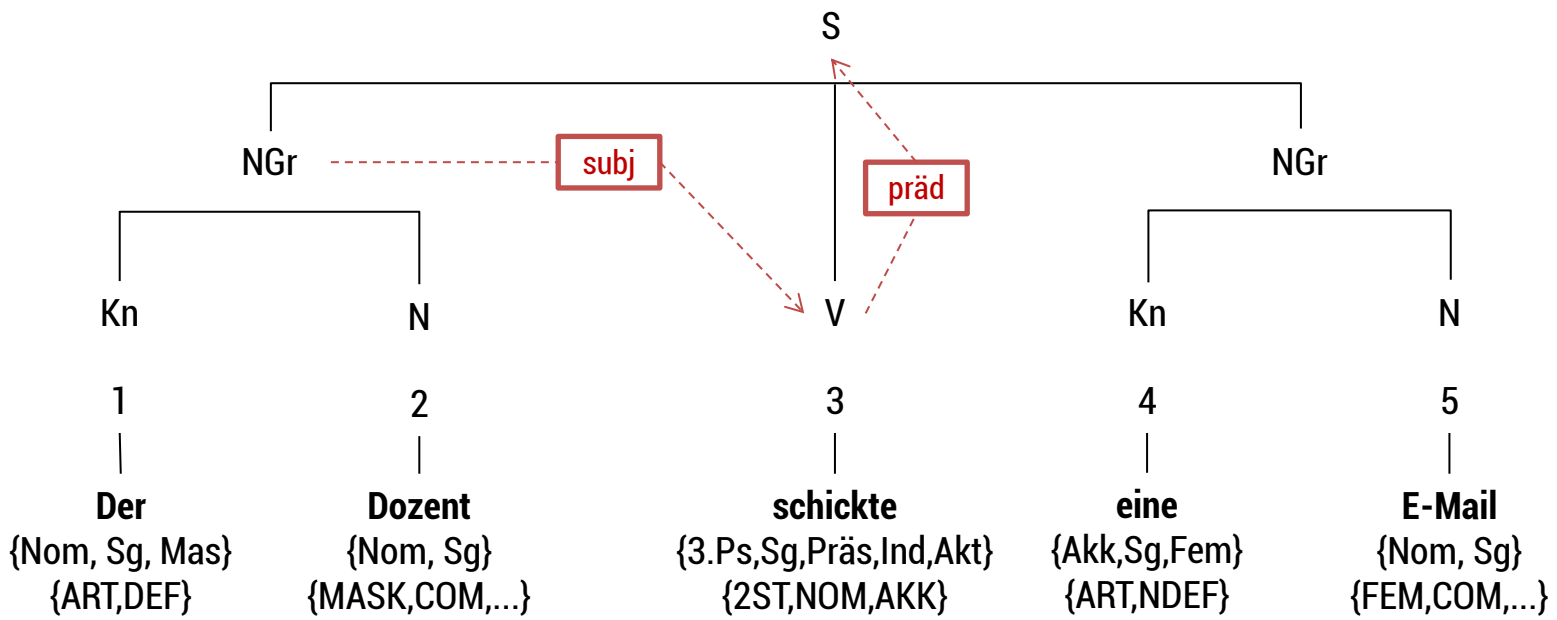 S
NGr subj präd NGr
Kn N V Kn N
1 2 3 4 5
Der Dozent schickte eine E-Mail
{Nom, Sg, Mas} {Nom, Sg} {3.Ps,Sg,Präs,Ind,Akt} {Akk,Sg,Fem} {Nom, Sg}
{ART,DEF} {MASK,COM,...} {2ST,NOM,AKK} {ART,NDEF} {FEM,COM,...}